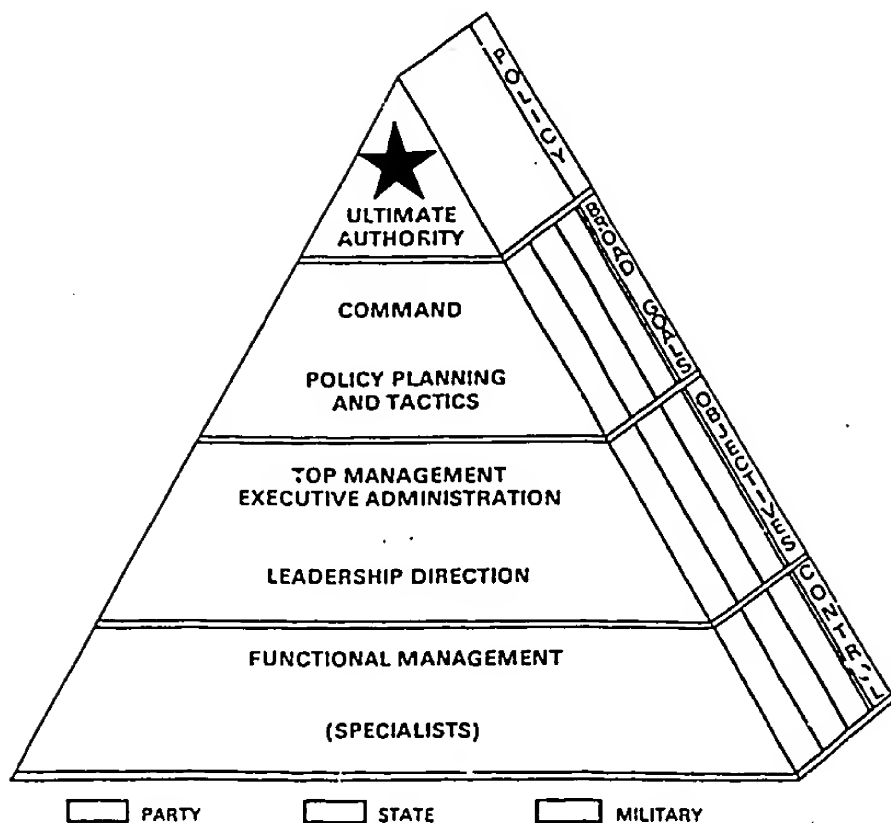 ULTIMATE
AUTHORITY
COMMAND
POLICY PLANNING
AND TACTICS
TOP MANAGEMENT
EXECUTIVE ADMINISTRATION
LEADERSHIP DIRECTION
FUNCTIONAL MANAGEMENT
(SPECIALISTS)
POLICY
BROAD GOALS
OBJECTIVES
CONTROL
PARTY STATE MILITARY